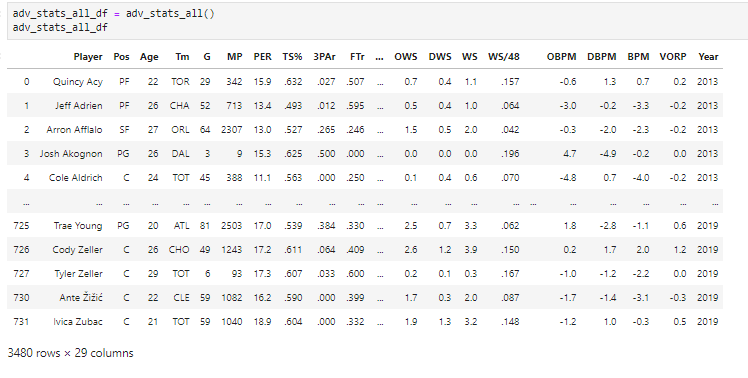 adv_stats_all_df = adv_stats_all()
adv_stats_all_df
Player Pos Age Tm G MP PER TS% 3PAr FTr ... OWS DWS WS WS/48 OBPM DBPM BPM VORP Year
0 Quincy Acy PF 22 TOR 29 342 15.9 .632 .027 .507 ... 0.7 0.4 1.1 .157 -0.6 1.3 0.7 0.2 2013
1 Jeff Adrien PF 26 CHA 52 713 13.4 .493 .012 .595 ... 0.5 0.4 1.0 .064 -3.0 -0.2 -3.3 -0.2 2013
2 Arron Afflalo SF 27 ORL 64 2307 13.0 .527 .265 .246 ... 1.5 0.5 2.0 .042 -0.3 -2.0 -2.3 -0.2 2013
3 Josh Akognon PG 26 DAL 3 9 15.3 .625 .500 .000 ... 0.0 0.0 0.0 .196 4.7 -4.9 -0.2 0.0 2013
4 Cole Aldrich C 24 TOT 45 388 11.1 .563 .000 .250 ... 0.1 0.4 0.6 .070 -4.8 0.7 -4.0 -0.2 2013
... ... ... ... ... ... ... ... ... ... ... ... ... ... ... ... ... ... ... ... ... ...
725 Trae Young PG 20 ATL 81 2503 17.0 .539 .384 .330 ... 2.5 0.7 3.3 .062 1.8 -2.8 -1.1 0.6 2019
726 Cody Zeller C 26 CHO 49 1243 17.2 .611 .064 .409 ... 2.6 1.2 3.9 .150 0.2 1.7 2.0 1.2 2019
727 Tyler Zeller C 29 TOT 6 93 17.3 .607 .033 .600 ... 0.2 0.1 0.3 .167 -1.0 -1.2 -2.2 0.0 2019
730 Ante Žižić C 22 CLE 59 1082 16.2 .590 .000 .399 ... 1.7 0.3 2.0 .087 -1.7 -1.4 -3.1 -0.3 2019
731 Ivica Zubac C 21 TOT 59 1040 18.9 .604 .000 .332 ... 1.9 1.3 3.2 .148 -1.2 1.0 -0.3 0.5 2019
3480 rows × 29 columns